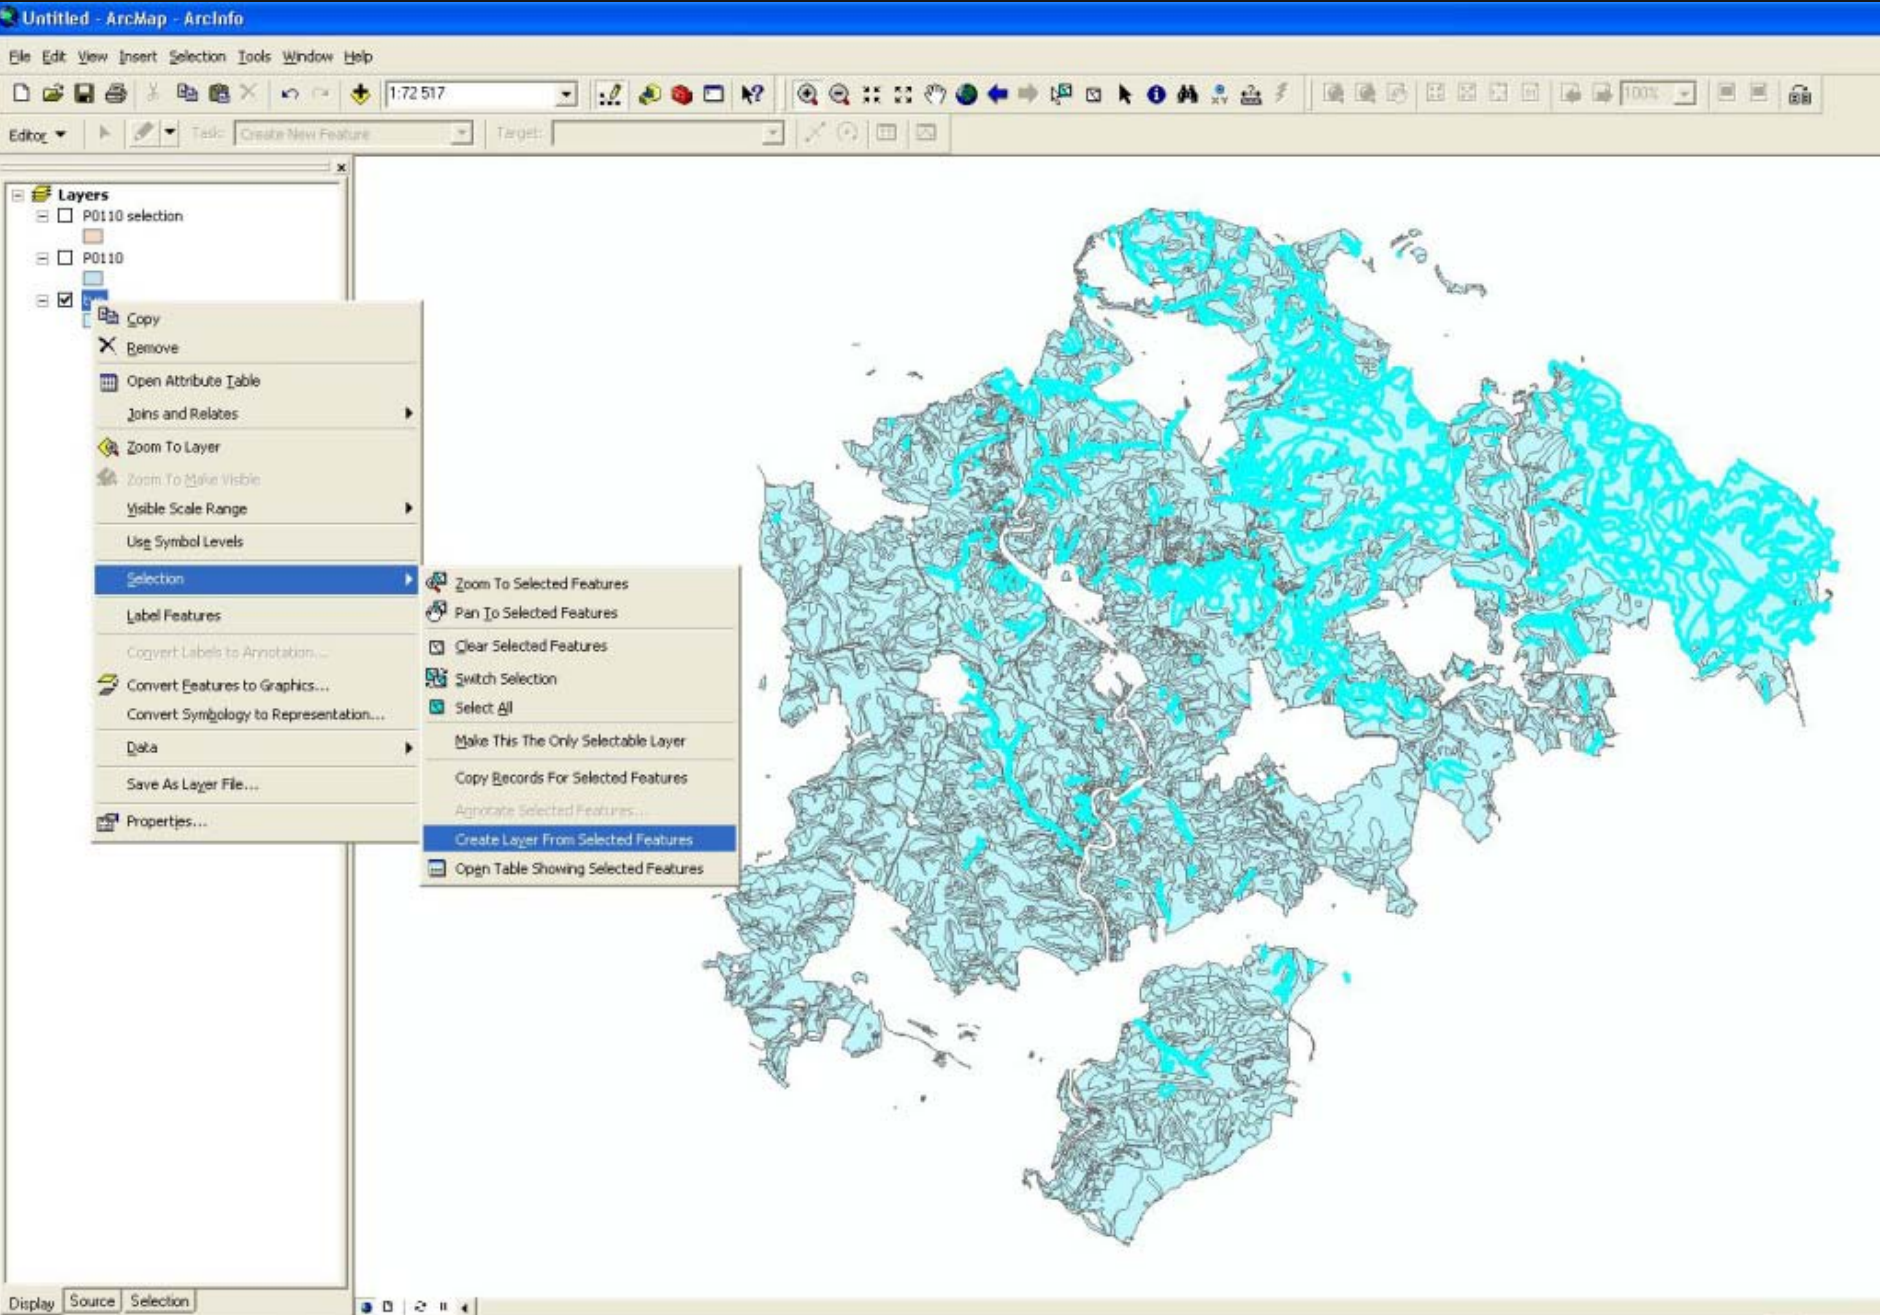 Untitled - ArcMap - ArcInfo
File Edit View Insert Selection Tools Window Help
1:72 517
100%
Editor Task: Create New Feature Target:
Layers
P0110 selection
P0110
Copy
Remove
Open Attribute Table
Joins and Relates
Zoom To Layer
Zoom To Make Visible
Visible Scale Range
Use Symbol Levels
Selection
Label Features
Convert Labels to Annotation...
Convert Features to Graphics...
Convert Symbology to Representation...
Data
Save As Layer File...
Properties...
Zoom To Selected Features
Pan To Selected Features
Clear Selected Features
Switch Selection
Select All
Make This The Only Selectable Layer
Copy Records For Selected Features
Annotate Selected Features...
Create Layer From Selected Features
Open Table Showing Selected Features
Display Source Selection